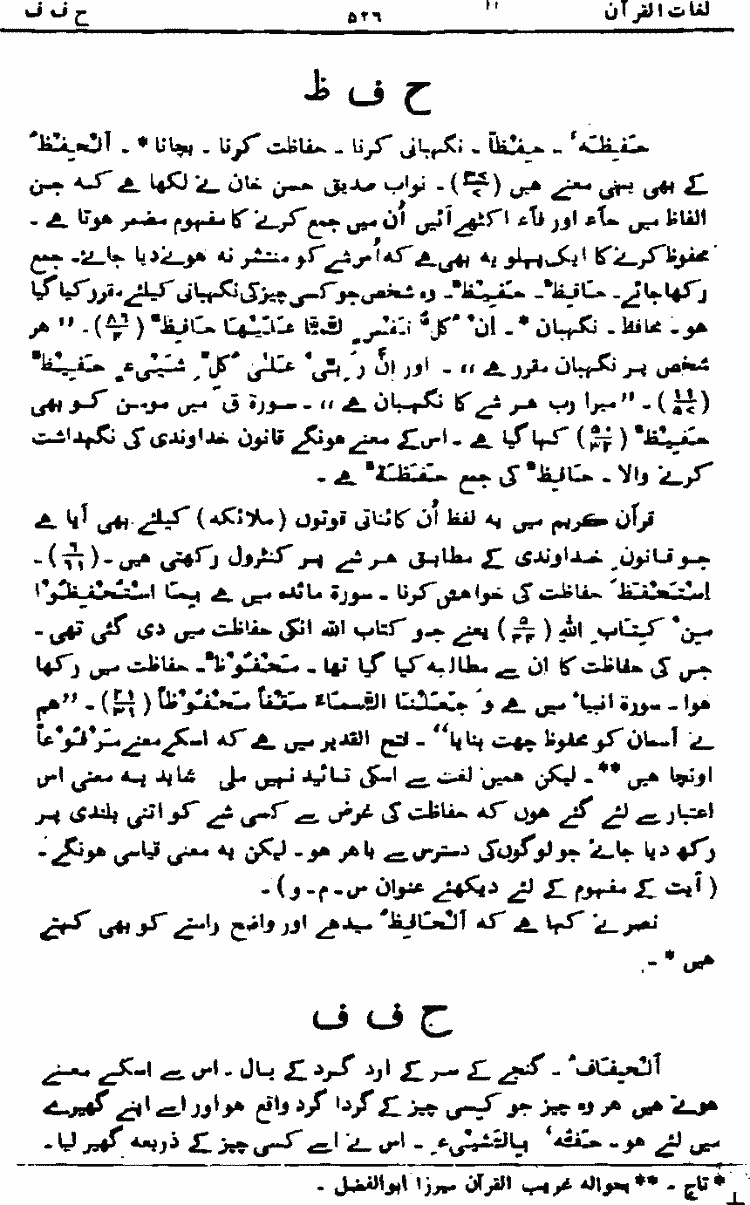 لغات القرآن ۵۲۶ ح ف ف
ح ف ظ
حَفِظَهٗ ۔ حِفْظاً ۔ نگہبانی کرنا ۔ حفاظت کرنا ۔ بچانا * ۔ اَلْحِفْظُ
کے بھی یہی معنے ہیں ۔ نواب صدیق حسن خان نے لکھا ہے کہ جن
الفاظ میں حآء اور فآء اکٹھے آئیں اُن میں جمع کرنے کا مفہوم مضمر ہوتا ہے ۔
محفوظ کرنے کا ایک پہلو یہ بھی ہے کہ اُس شے کو منتشر نہ ہونے دیا جائے۔ جمع
رکھا جائے۔ حَافِیظٌ ۔ حَفِیْظٌ ۔ وہ شخص جو کسی چیز کی نگہبانی کیلئے مقرر کیا گیا
ہو ۔ محافظ ۔ نگہبان * ۔ اِنْ کُلُّ نَفْسٍ لَّمَّا عَلَیْھَا حَافِظٌ (۸۶/۴) ۔ ”ہر
شخص پر نگہبان مقرر ہے“ ۔ اور اِنَّ رَبِّیْ عَلٰی کُلِّ شَیْیءٍ حَفِیْظٌ
(۱۱/۵۷) ۔ ”میرا رب ہر شے کا نگہبان ہے“ ۔ سورۃ قٓ میں مومن کو بھی
حَفِیْظٌ (۵۰/۳۲) کہا گیا ہے ۔ اس کے معنے ہونگے قانون خداوندی کی نگہداشت
کرنے والا ۔ حَافِظٌ کی جمع حَفَظَۃٌ ہے ۔
قرآن کریم میں یہ لفظ اُن کائناتی قوتوں (ملائکہ) کیلئے بھی آیا ہے
جو قانونِ خداوندی کے مطابق ہر شے پر کنٹرول رکھتی ہیں ۔ (۶/۶۱) ۔
اِسْتَحْفَظَ حفاظت کی خواہش کرنا ۔ سورۃ مائدہ میں ہے بِمَا اسْتُحْفِظُوْا
مِنْ کِتَابِ اللهِ (۵/۴۴) یعنے جو کتاب اللہ انکی حفاظت میں دی گئی تھی ۔
جس کی حفاظت کا ان سے مطالبہ کیا گیا تھا ۔ مَحْفُوْظٌ ۔ حفاظت میں رکھا
ہوا ۔ سورۃ انبیاء میں ہے وَ جَعَلْنَا السَّمَآءَ سَقْفاً مَحْفُوْظاً (۲۱/۳۲) ۔ ”ہم
نے آسمان کو محفوظ چھت بنایا“ ۔ فتح القدیر میں ہے کہ اسکے معنے مَرْفُوْعاً
اونچا ہیں ** ۔ لیکن ہمیں لغت سے اسکی تائید نہیں ملی شاید یہ معنی اس
اعتبار سے لئے گئے ہوں کہ حفاظت کی غرض سے کسی شے کو اتنی بلندی پر
رکھ دیا جائے جو لوگوں کی دسترس سے باہر ہو ۔ لیکن یہ معنی قیاسی ہونگے ۔
(آیت کے مفہوم کے لئے دیکھئے عنوان س ۔ م ۔ و) ۔
نصر نے کہا ہے کہ اَلْحَافِظُ سیدھے اور واضح راستے کو بھی کہتے
ہیں * ۔
ح ف ف
اَلْحِفَافُ ۔ گنجے کے سر کے ارد گرد کے بال ۔ اس سے اسکے معنے
ہوتے ہیں ہر وہ چیز جو کسی چیز کے گردا گرد واقع ہو اور اسے اپنے گھیرے
میں لئے ہو ۔ حَفَّہٗ بِالشَّیْیءِ ۔ اس نے اسے کسی چیز کے ذریعہ گھیر لیا ۔
* تاج ۔ ** بحوالہ غریب القرآن میرزا ابوالفضل ۔